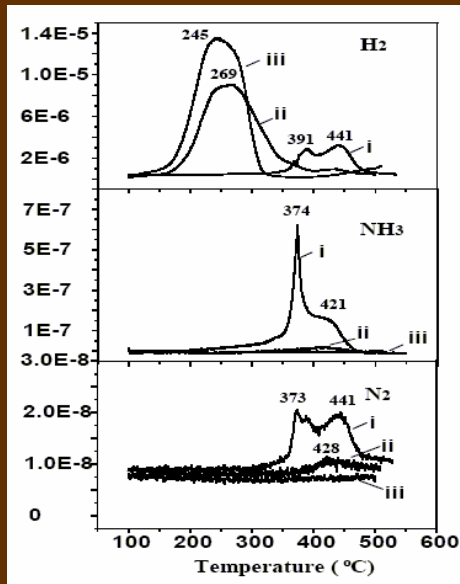 1.4E-5
245
H2
iii
1.0E-5
269
ii
6E-6
391
441
i
2E-6
7E-7
374
NH3
5E-7
i
3E-7
421
1E-7
ii
iii
3.0E-8
N2
373
441
2.0E-8
i
428
ii
1.0E-8
iii
0
0
100
200
300
400
500
600
Temperature ( ºC)